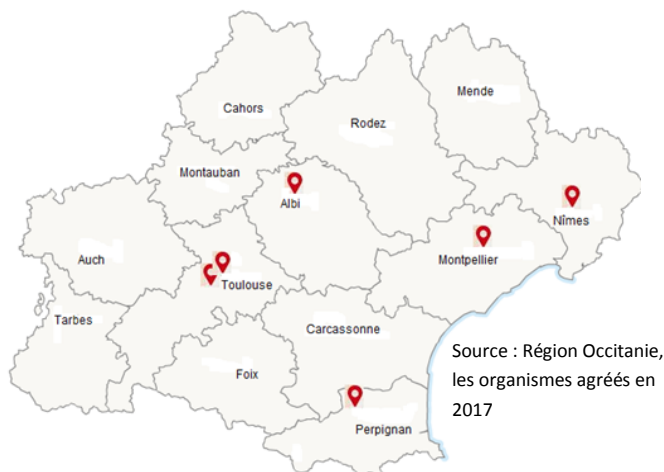 Mende
Cahors
Rodez
Montauban
Albi
Nîmes
Auch
Montpellier
Toulouse
Tarbes
Carcassonne
Source : Région Occitanie,
les organismes agréés en
2017
Foix
Perpignan